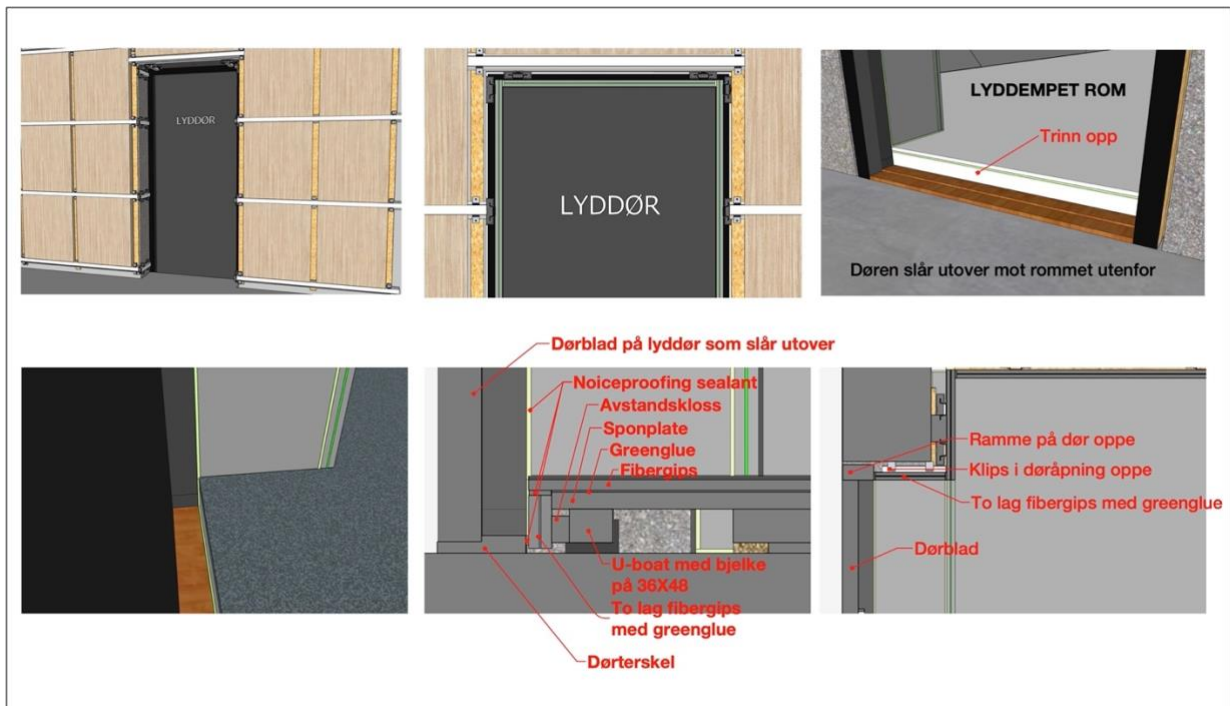 LYDDØR
LYDDØR
LYDDEMPET ROM
Trinn opp
Døren slår utover mot rommet utenfor
Dørblad på lyddør som slår utover
Noiceproofing sealant
Avstandskloss
Sponplate
Greenglue
Fibergips
U-boat med bjelke
på 36X48
To lag fibergips
med greenglue
Dørterskel
Ramme på dør oppe
Klips i døråpning oppe
To lag fibergips med greenglue
Dørblad